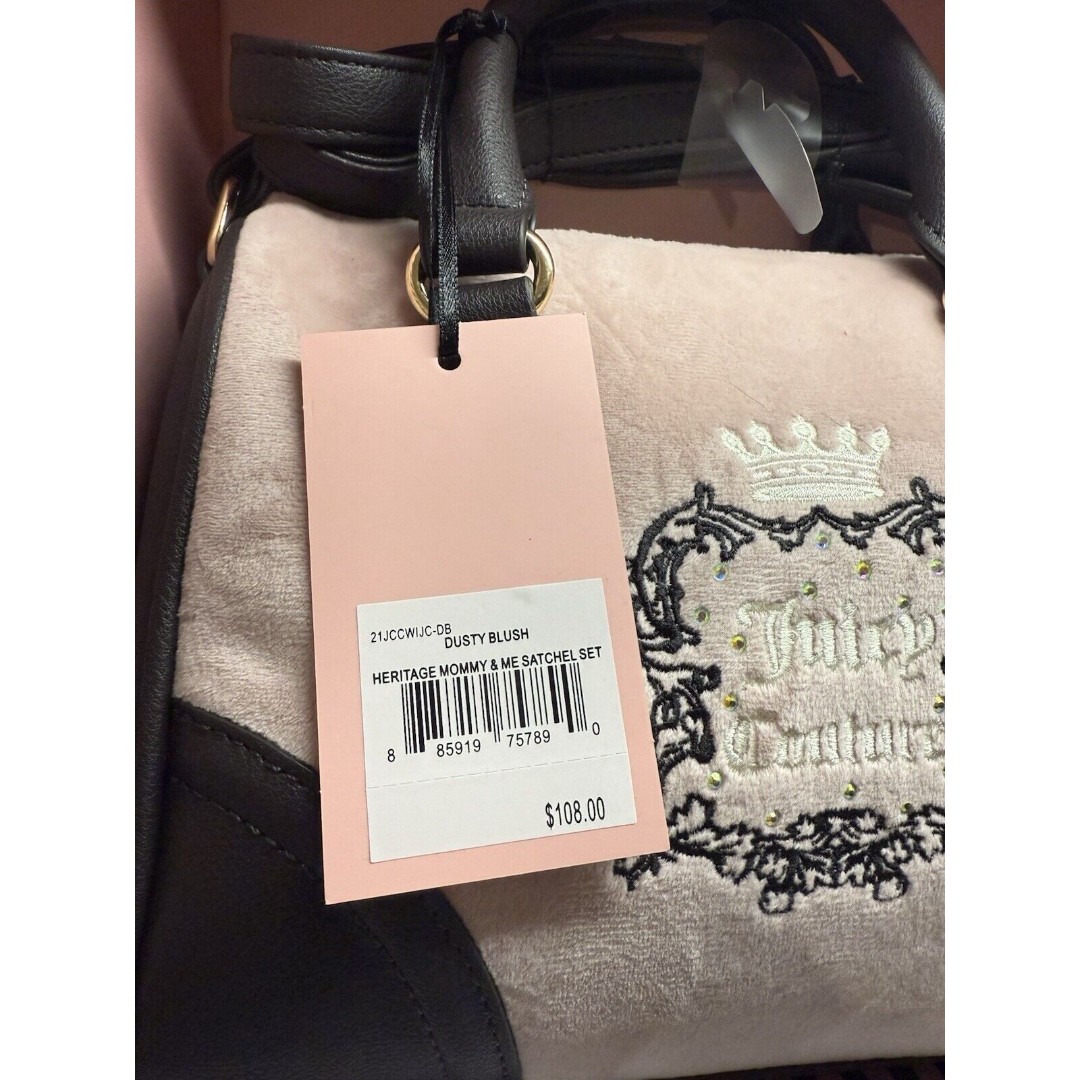 21JCCWIJC-DB
DUSTY BLUSH
HERITAGE MOMMY & ME SATCHEL SET
8 85919 75789 0
$108.00
Juicy
Couture